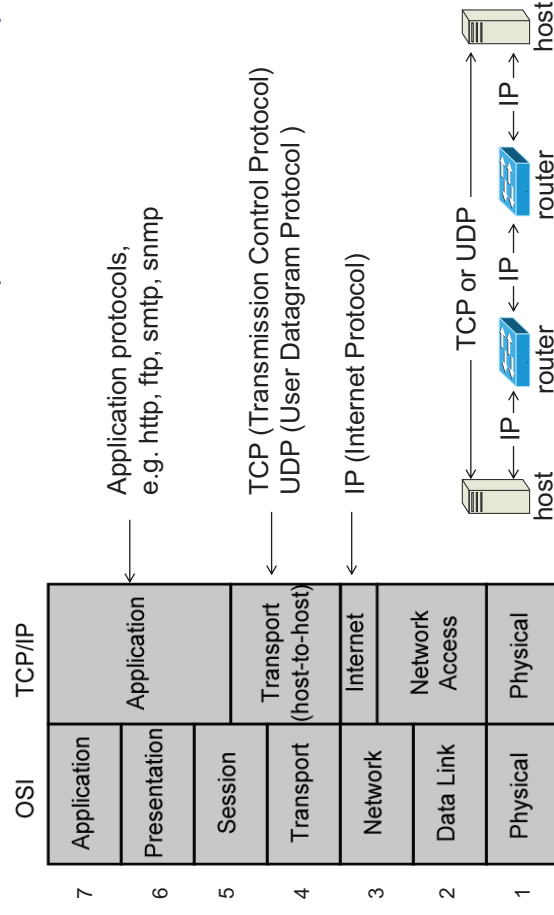 OSI
TCP/IP
7
Application
6
Presentation
5
Session
4
Transport
3
Network
2
Data Link
1
Physical
Application
Transport
(host-to-host)
Internet
Network
Access
Physical
Application protocols,
e.g. http, ftp, smtp, snmp
TCP (Transmission Control Protocol)
UDP (User Datagram Protocol )
IP (Internet Protocol)
TCP or UDP
IP
IP
IP
host
router
router
host